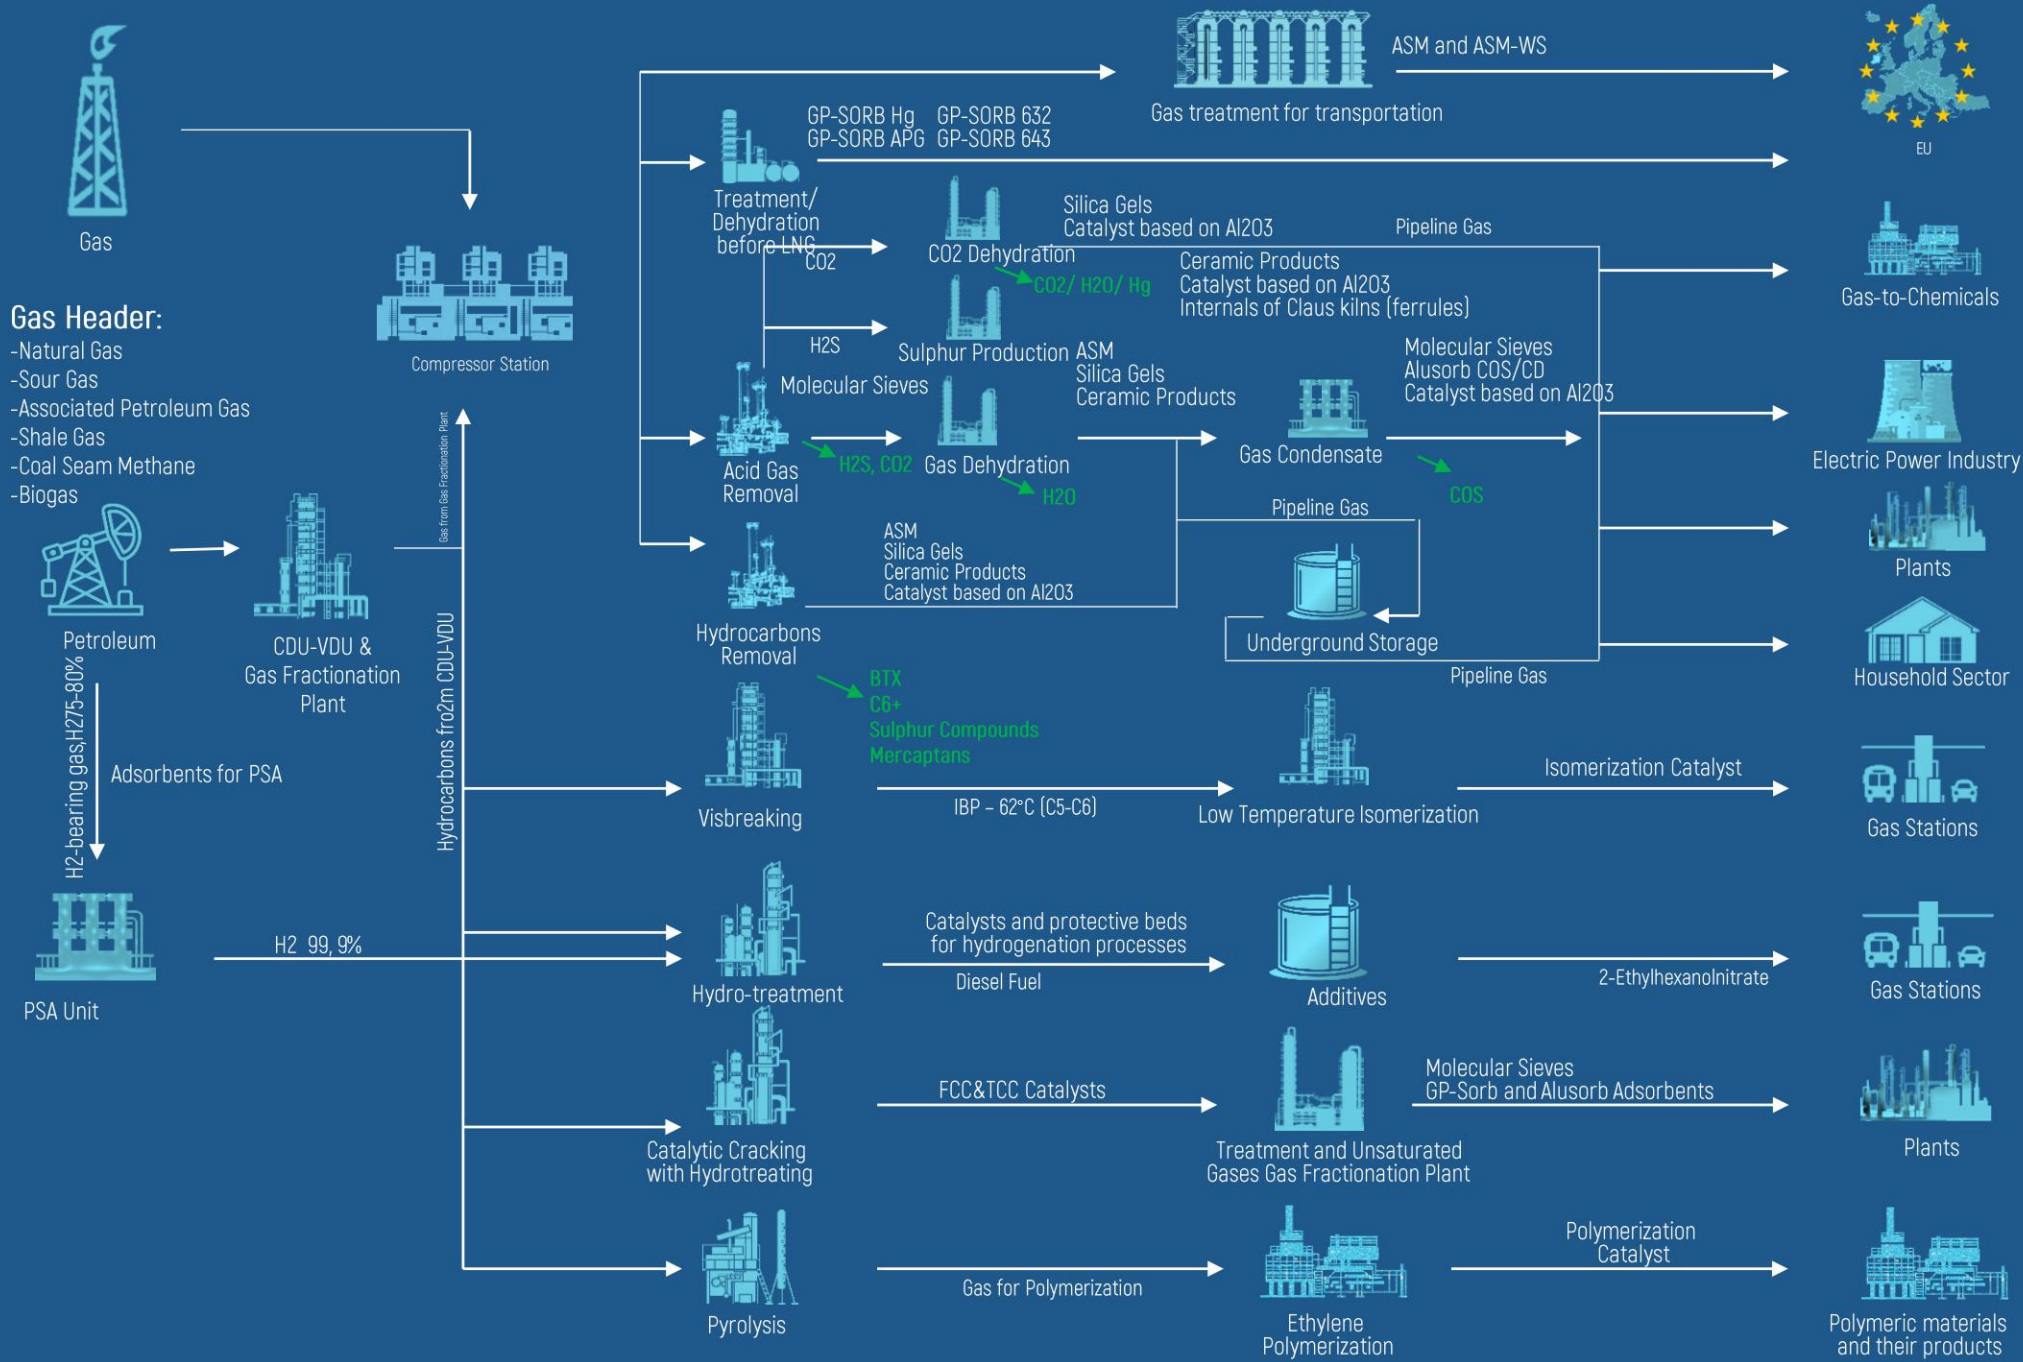 ASM and ASM-WS
Gas treatment for transportation
EU
GP-SORB Hg GP-SORB 632
GP-SORB APG GP-SORB 643
Treatment/
Dehydration
before LNG
Gas
Silica Gels
Catalyst based on Al2O3
Pipeline Gas
CO2
CO2 Dehydration
CO2/ H2O/ Hg
Ceramic Products
Catalyst based on Al2O3
Internals of Claus kilns (ferrules)
Gas-to-Chemicals
Gas Header:
-Natural Gas
-Sour Gas
-Associated Petroleum Gas
-Shale Gas
-Coal Seam Methane
-Biogas
Compressor Station
H2S
Sulphur Production
Molecular Sieves
ASM
Silica Gels
Ceramic Products
Molecular Sieves
Alusorb COS/CD
Catalyst based on Al2O3
Gas from Gas Fractionation Plant
Acid Gas
Removal
H2S, CO2
Gas Dehydration
H2O
Gas Condensate
COS
Electric Power Industry
Pipeline Gas
ASM
Silica Gels
Ceramic Products
Catalyst based on Al2O3
Plants
Petroleum
CDU-VDU &
Gas Fractionation
Plant
Hydrocarbons
Removal
Underground Storage
Pipeline Gas
Household Sector
BTX
C6+
Sulphur Compounds
Mercaptans
H2-bearing gas,H275-80%
Adsorbents for PSA
Hydrocarbons fro2m CDU-VDU
Visbreaking
IBP – 62°C (C5-C6)
Low Temperature Isomerization
Isomerization Catalyst
Gas Stations
PSA Unit
H2 99, 9%
Hydro-treatment
Catalysts and protective beds
for hydrogenation processes
Diesel Fuel
Additives
2-Ethylhexanolnitrate
Gas Stations
Catalytic Cracking
with Hydrotreating
FCC&TCC Catalysts
Treatment and Unsaturated
Gases Gas Fractionation Plant
Molecular Sieves
GP-Sorb and Alusorb Adsorbents
Plants
Pyrolysis
Gas for Polymerization
Ethylene
Polymerization
Polymerization
Catalyst
Polymeric materials
and their products